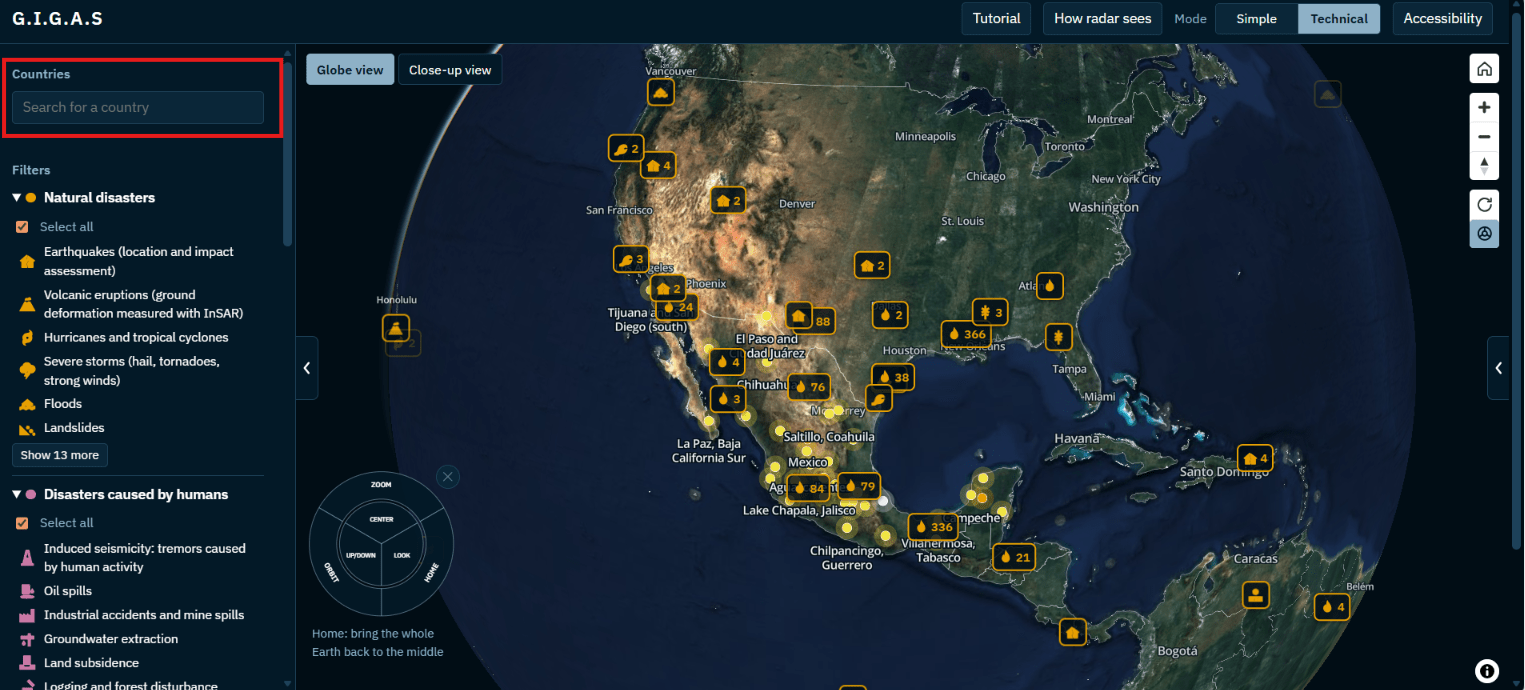 G.I.G.A.S
Tutorial
How radar sees
Mode
Simple
Technical
Accessibility
Countries
Search for a country
Filters
Natural disasters
Select all
Earthquakes (location and impact
assessment)
Volcanic eruptions (ground
deformation measured with InSAR)
Hurricanes and tropical cyclones
Severe storms (hail, tornadoes,
strong winds)
Floods
Landslides
Show 13 more
Disasters caused by humans
Select all
Induced seismicity: tremors caused
by human activity
Oil spills
Industrial accidents and mine spills
Groundwater extraction
Land subsidence
Logging and forest disturbance
Globe view
Close-up view
Vancouver
Montreal
Minneapolis
Toronto
2
4
Chicago
New York City
2
Denver
San Francisco
Washington
St. Louis
3
2
Phoenix
2
24
Honolulu
2
Tijuana and San
Diego (south)
88
2
3
366
El Paso and
Ciudad Juárez
Houston
4
Tampa
38
Chihuahua
76
3
Miami
Monterrey
Saltillo, Coahuila
Havana
La Paz, Baja
California Sur
Mexico
4
Santo Domingo
84
79
Lake Chapala, Jalisco
Campeche
336
Villahermosa,
Tabasco
Chilpancingo,
Guerrero
21
Caracas
Belém
4
Bogotá
ZOOM
CENTER
UP/DOWN
LOOK
ORBIT
HOME
Home: bring the whole
Earth back to the middle